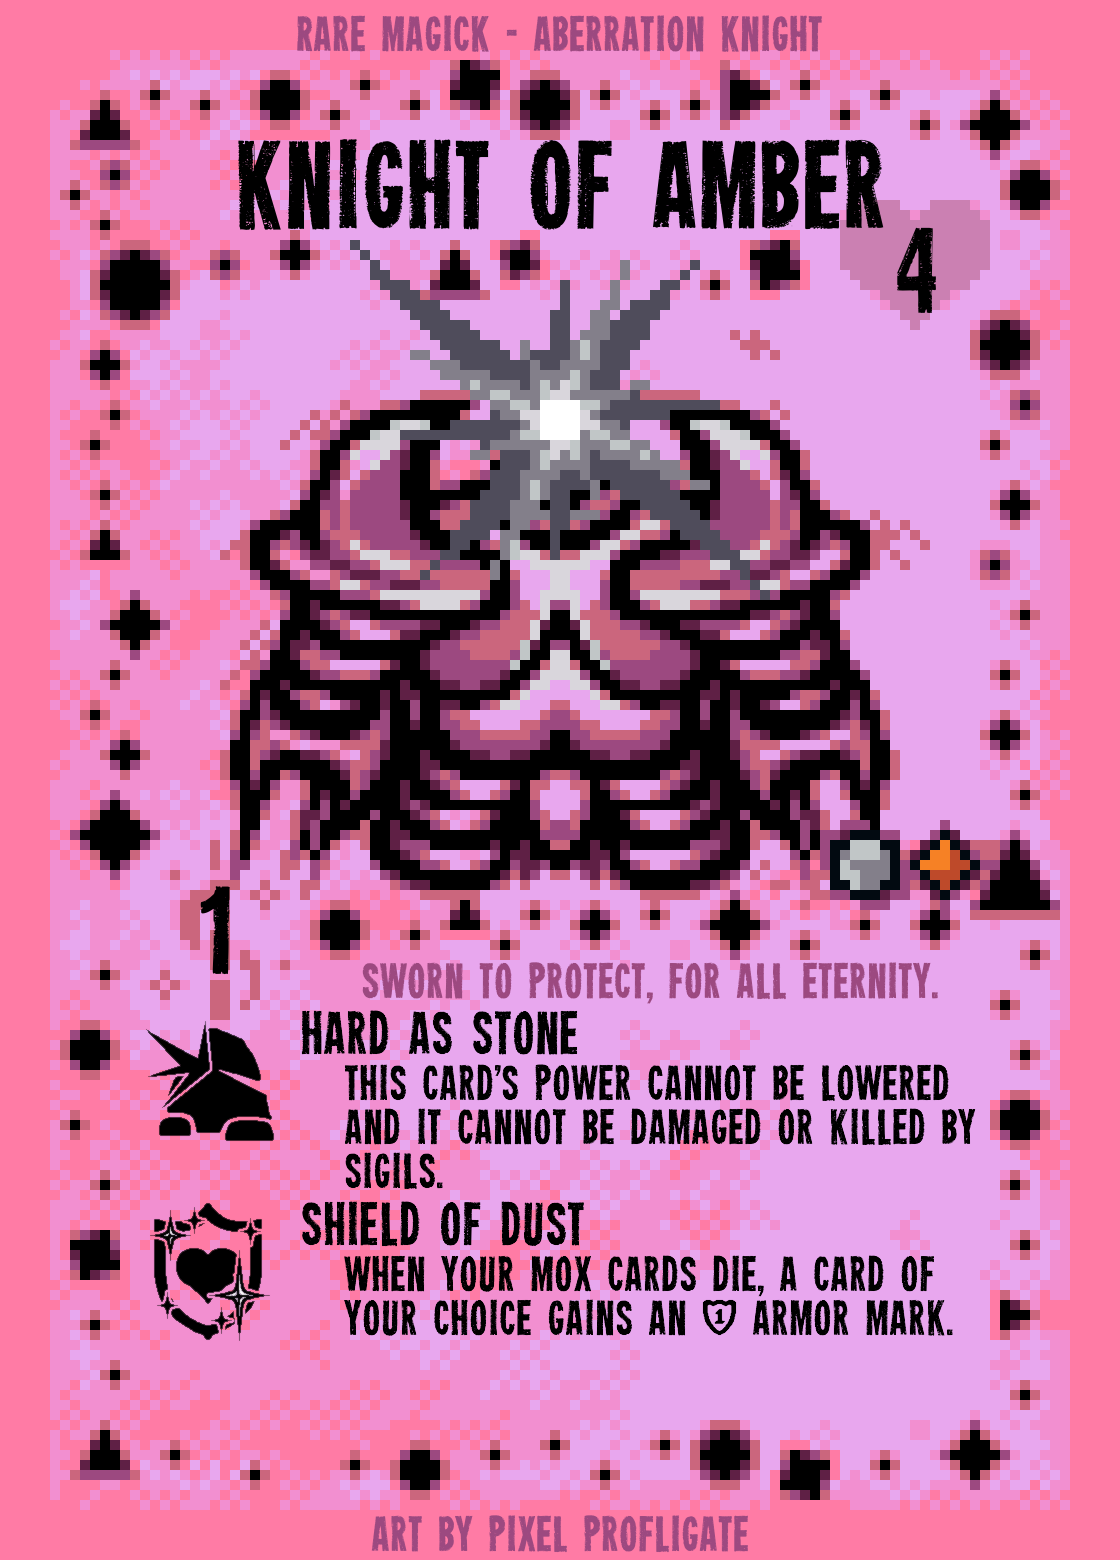 RARE MAGICK - ABERRATION KNIGHT
KNIGHT OF AMBER
4
1
SWORN TO PROTECT, FOR ALL ETERNITY.
HARD AS STONE
THIS CARD'S POWER CANNOT BE LOWERED
AND IT CANNOT BE DAMAGED OR KILLED BY
SIGILS.
SHIELD OF DUST
WHEN YOUR MOX CARDS DIE, A CARD OF
YOUR CHOICE GAINS AN 1 ARMOR MARK.
ART BY PIXEL PROFLIGATE